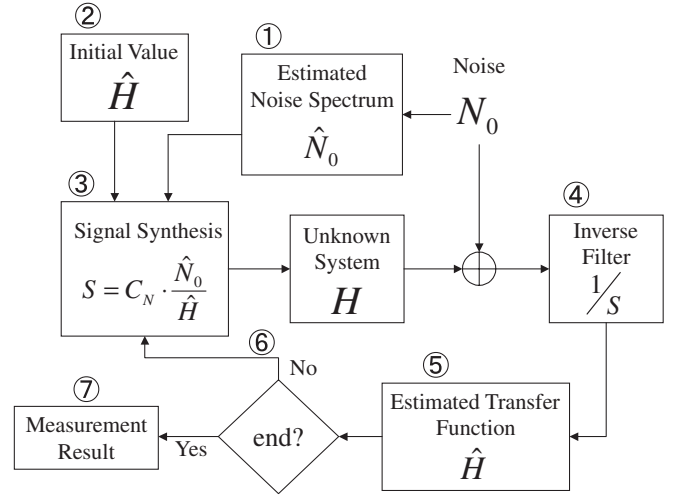 ②
Initial Value
Ĥ
①
Estimated
Noise Spectrum
N̂₀
Noise
N₀
③
Signal Synthesis
S = C_N · N̂₀ / Ĥ
Unknown
System
H
④
Inverse
Filter
1/S
⑤
Estimated Transfer
Function
Ĥ
⑥
No
end?
Yes
⑦
Measurement
Result